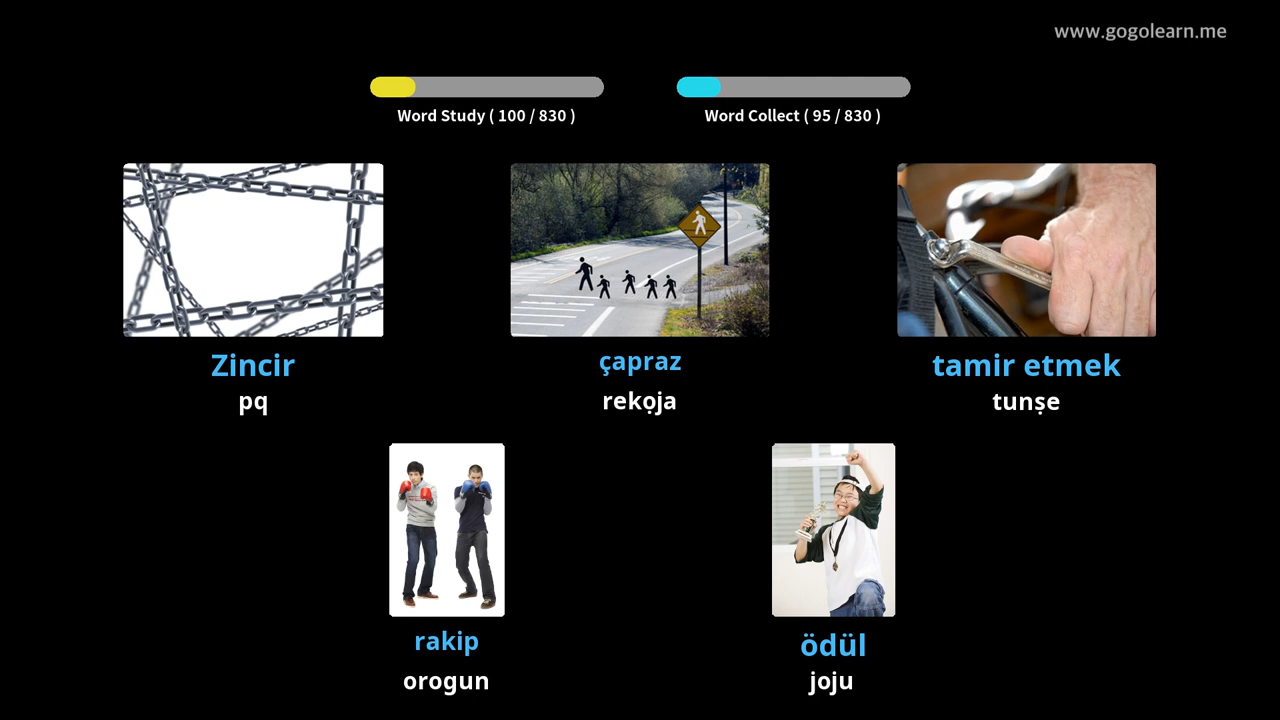 www.gogolearn.me
Word Study ( 100 / 830 )
Word Collect ( 95 / 830 )
Zincir
pq
çapraz
rekọja
tamir etmek
tunṣe
rakip
orogun
ödül
joju